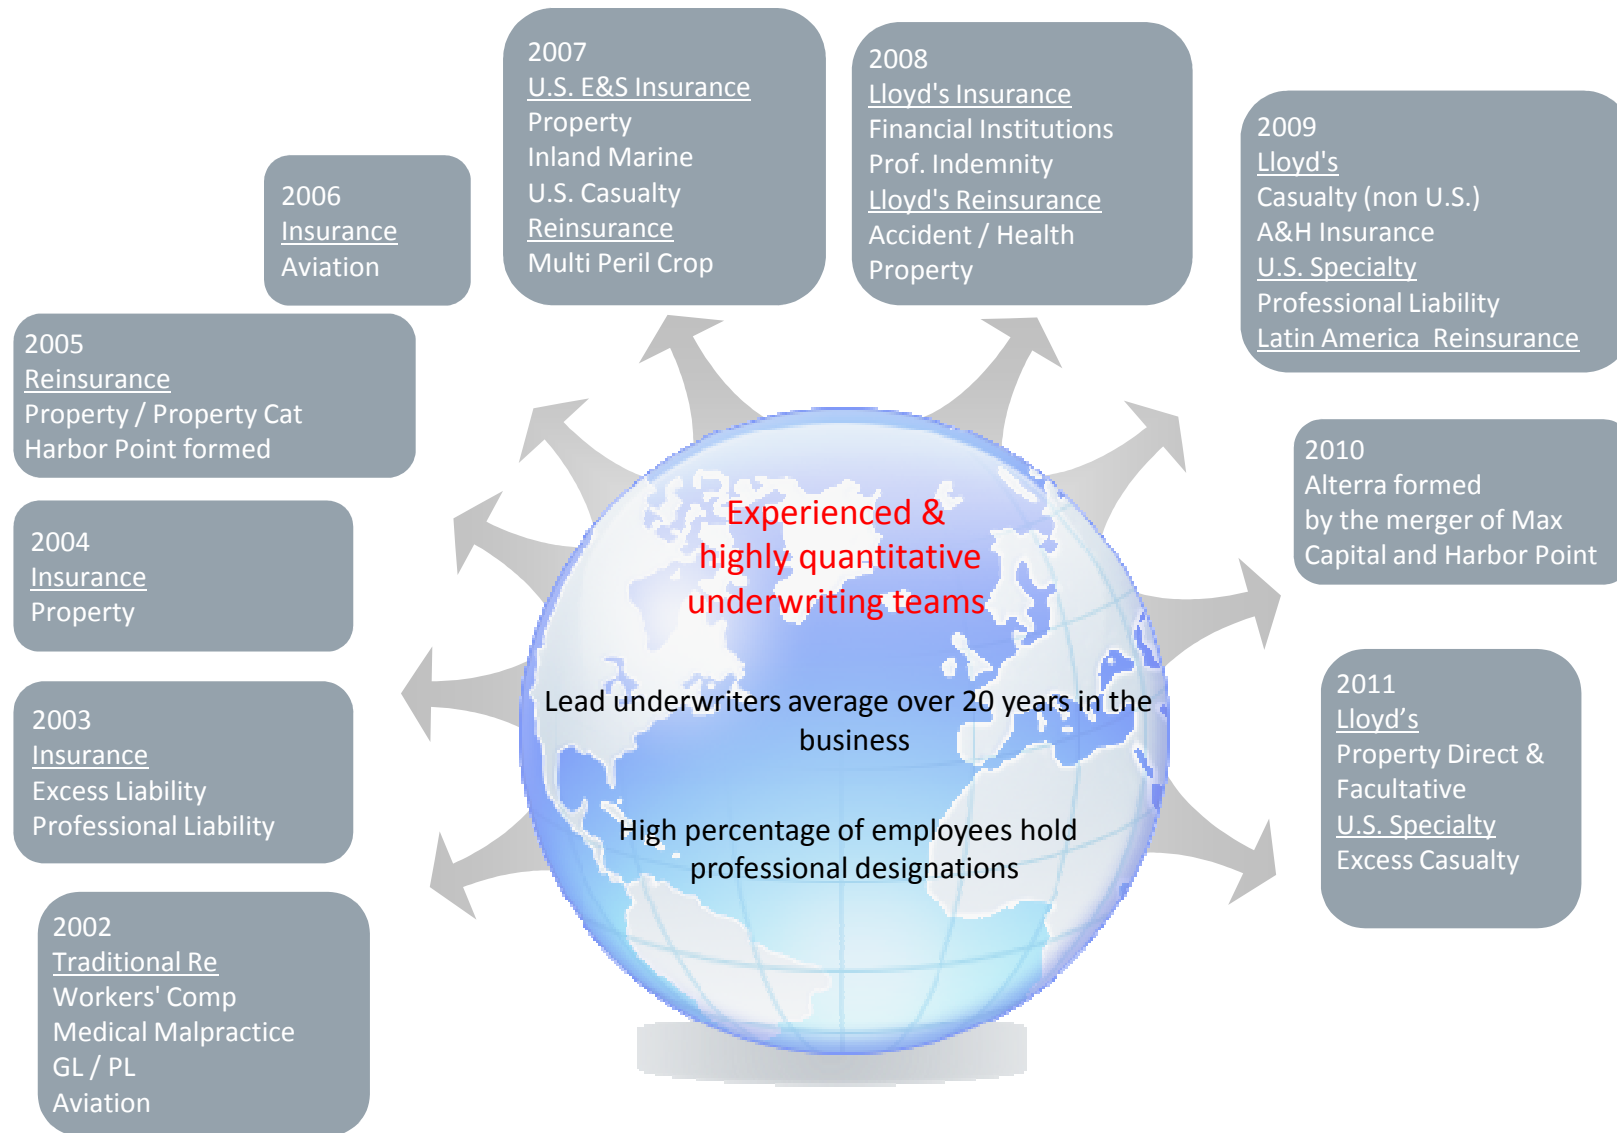 2007
U.S. E&S Insurance
Property
Inland Marine
U.S. Casualty
Reinsurance
Multi Peril Crop
2008
Lloyd's Insurance
Financial Institutions
Prof. Indemnity
Lloyd's Reinsurance
Accident / Health
Property
2009
Lloyd's
Casualty (non U.S.)
A&H Insurance
U.S. Specialty
Professional Liability
Latin America  Reinsurance
2006
Insurance
Aviation
2005
Reinsurance
Property / Property Cat
Harbor Point formed
2010
Alterra formed
by the merger of Max
Capital and Harbor Point
2004
Insurance
Property
Experienced &
highly quantitative
underwriting teams
2003
Insurance
Excess Liability
Professional Liability
Lead underwriters average over 20 years in the
business
2011
Lloyd’s
Property Direct &
Facultative
U.S. Specialty
Excess Casualty
High percentage of employees hold
professional designations
2002
Traditional Re
Workers' Comp
Medical Malpractice
GL / PL
Aviation